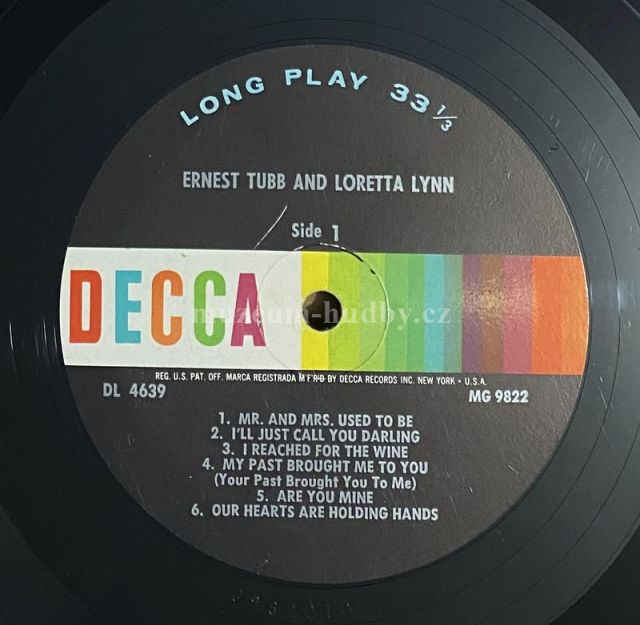 LONG PLAY 33 1/3
ERNEST TUBB AND LORETTA LYNN
Side 1
DECCA
muzeum-hudby.cz
REG. U.S. PAT. OFF. MARCA REGISTRADA M F R D BY DECCA RECORDS INC. NEW YORK • U.S.A.
DL 4639
MG 9822
1. MR. AND MRS. USED TO BE
2. I'LL JUST CALL YOU DARLING
3. I REACHED FOR THE WINE
4. MY PAST BROUGHT ME TO YOU
(Your Past Brought You To Me)
5. ARE YOU MINE
6. OUR HEARTS ARE HOLDING HANDS